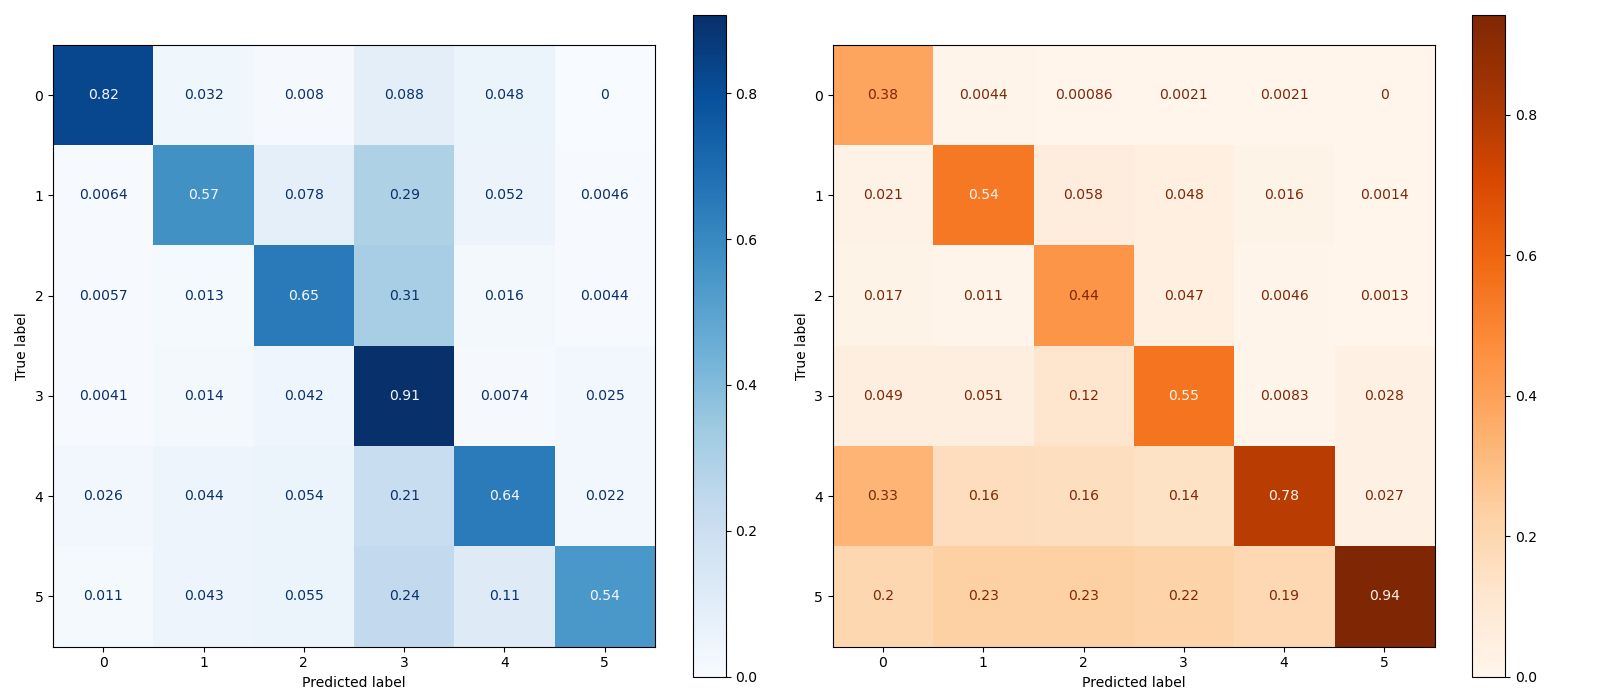 0 0.82 0.032 0.008 0.088 0.048 0
1 0.0064 0.57 0.078 0.29 0.052 0.0046
2 0.0057 0.013 0.65 0.31 0.016 0.0044
3 0.0041 0.014 0.042 0.91 0.0074 0.025
4 0.026 0.044 0.054 0.21 0.64 0.022
5 0.011 0.043 0.055 0.24 0.11 0.54
0 1 2 3 4 5
Predicted label
True label
0.8
0.6
0.4
0.2
0.0
0 0.38 0.0044 0.00086 0.0021 0.0021 0
1 0.021 0.54 0.058 0.048 0.016 0.0014
2 0.017 0.011 0.44 0.047 0.0046 0.0013
3 0.049 0.051 0.12 0.55 0.0083 0.028
4 0.33 0.16 0.16 0.14 0.78 0.027
5 0.2 0.23 0.23 0.22 0.19 0.94
0 1 2 3 4 5
Predicted label
True label
0.8
0.6
0.4
0.2
0.0